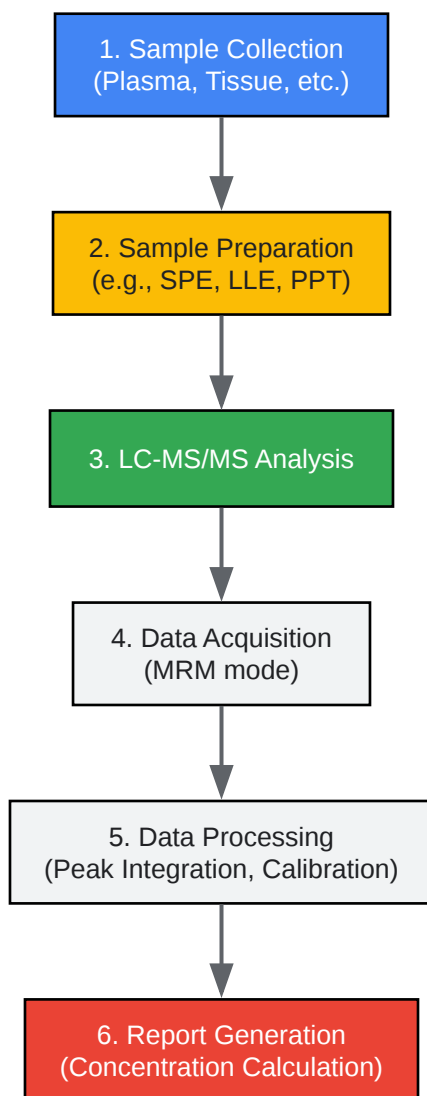 1. Sample Collection
(Plasma, Tissue, etc.)
2. Sample Preparation
(e.g., SPE, LLE, PPT)
3. LC-MS/MS Analysis
4. Data Acquisition
(MRM mode)
5. Data Processing
(Peak Integration, Calibration)
6. Report Generation
(Concentration Calculation)